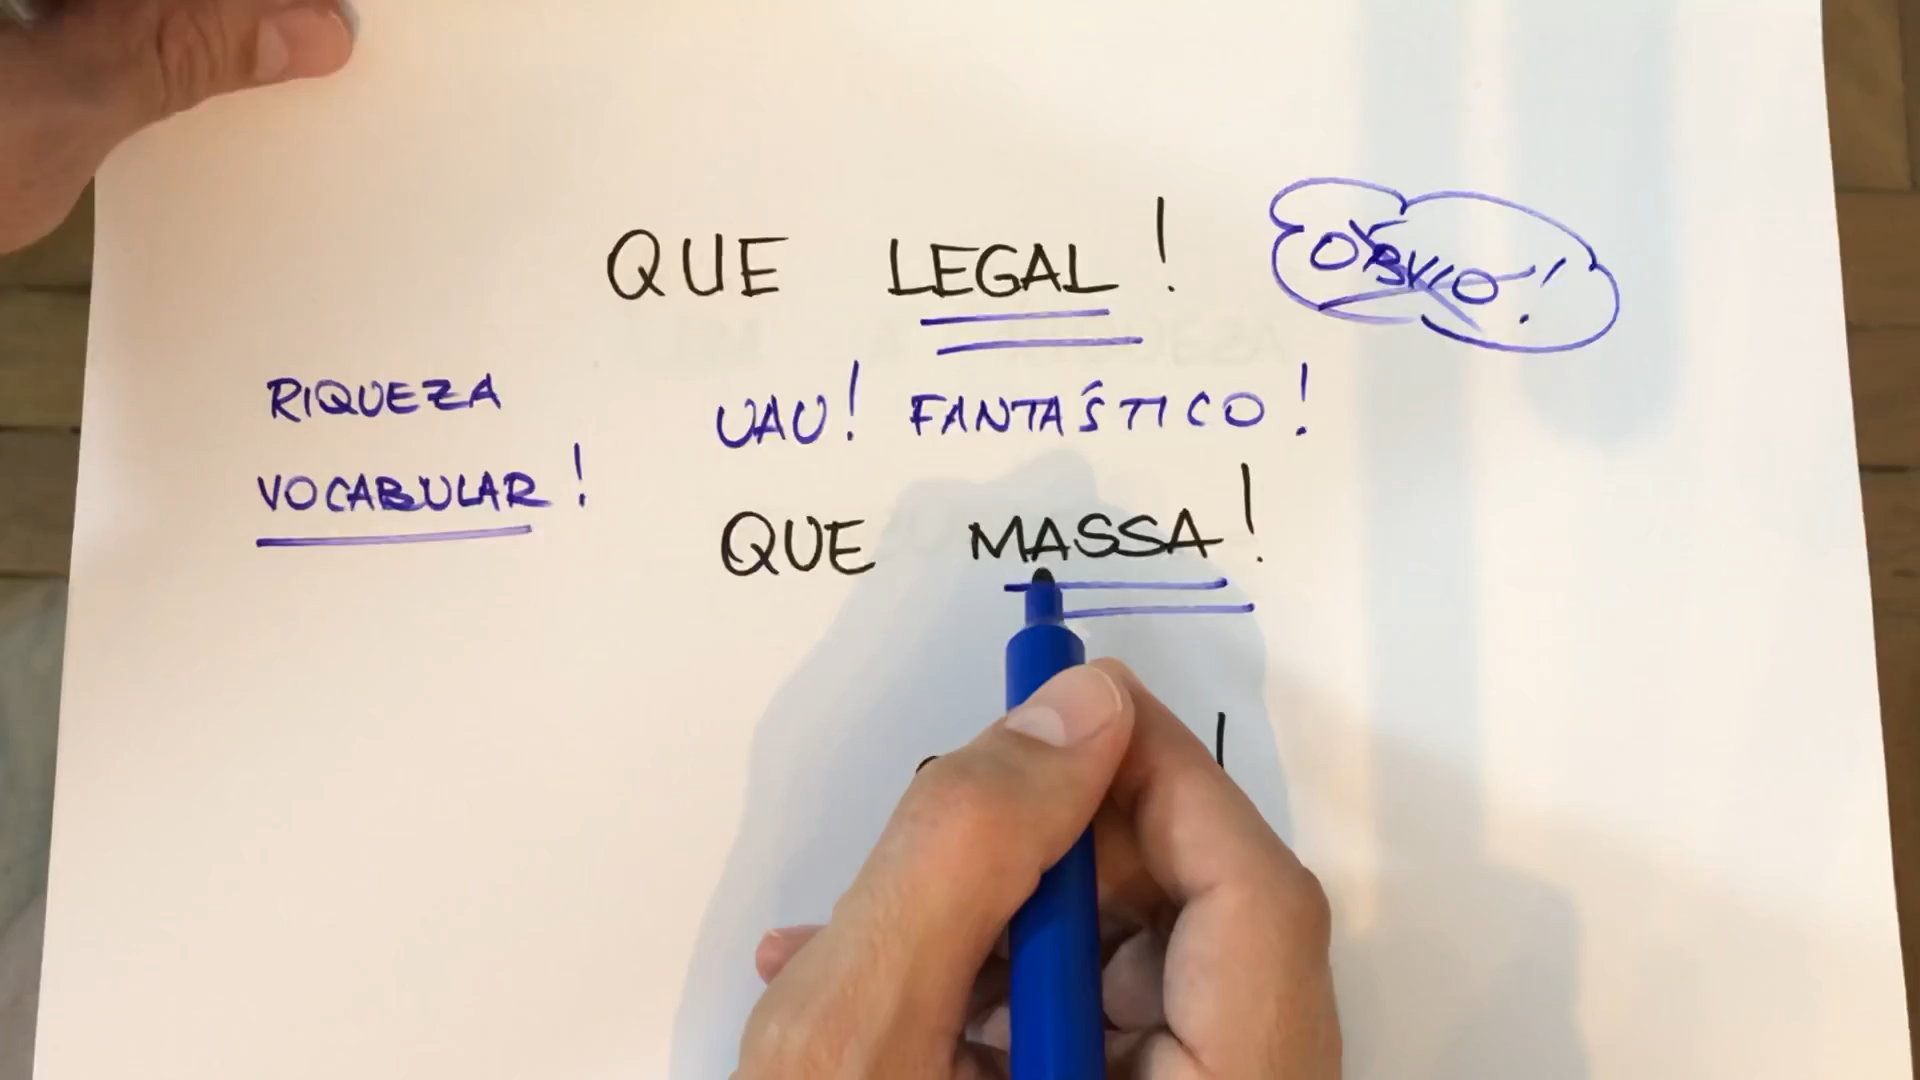 QUE LEGAL!
ÓBVIO!
RIQUEZA
VOCABULAR!
UAU! FANTÁSTICO!
QUE MASSA!